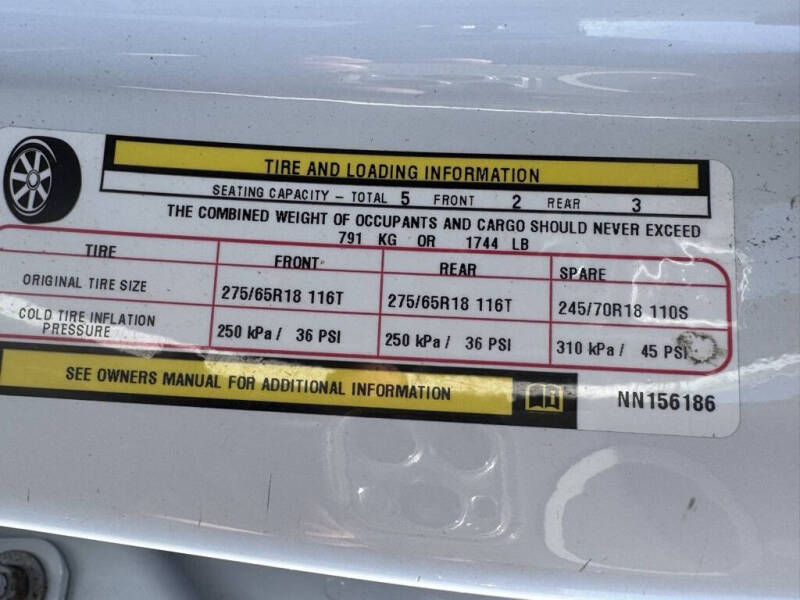 TIRE AND LOADING INFORMATION
SEATING CAPACITY – TOTAL 5 FRONT 2 REAR 3
THE COMBINED WEIGHT OF OCCUPANTS AND CARGO SHOULD NEVER EXCEED
791 KG OR 1744 LB
TIRE FRONT REAR SPARE
ORIGINAL TIRE SIZE 275/65R18 116T 275/65R18 116T 245/70R18 110S
COLD TIRE INFLATION
PRESSURE 250 kPa / 36 PSI 250 kPa / 36 PSI 310 kPa / 45 PSI
SEE OWNERS MANUAL FOR ADDITIONAL INFORMATION
NN156186